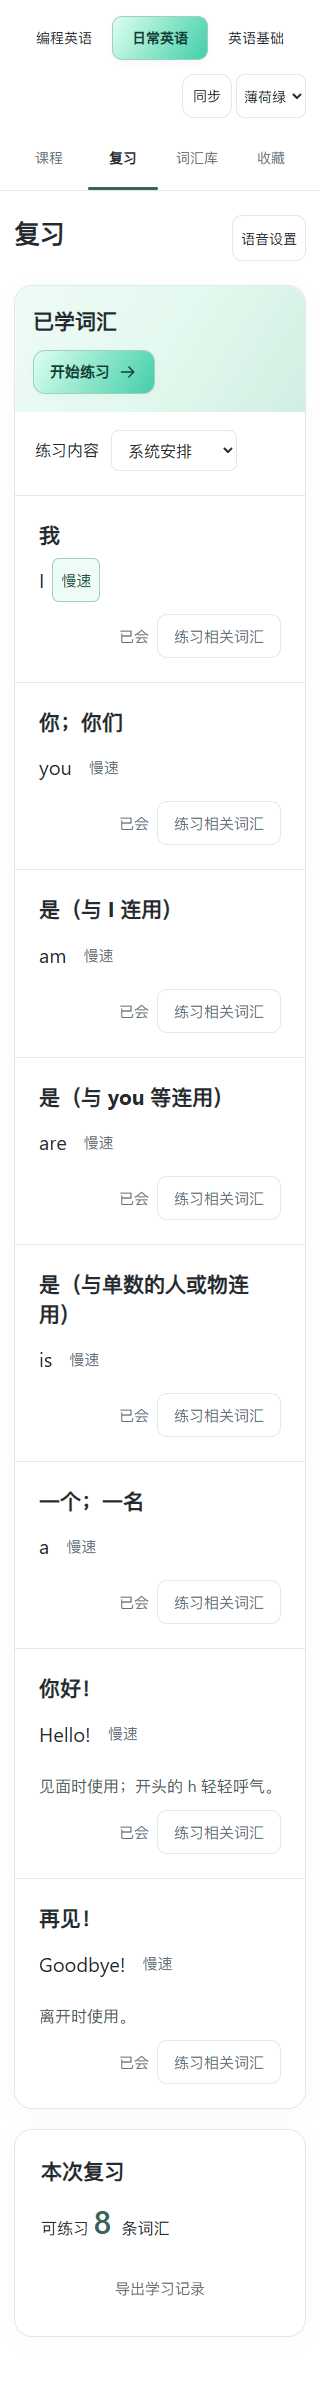 编程英语 日常英语 英语基础
同步 薄荷绿
课程 复习 词汇库 收藏
复习 语音设置
已学词汇
开始练习 →
练习内容 系统安排
我
I 慢速
已会 练习相关词汇
你；你们
you 慢速
已会 练习相关词汇
是（与 I 连用）
am 慢速
已会 练习相关词汇
是（与 you 等连用）
are 慢速
已会 练习相关词汇
是（与单数的人或物连
用）
is 慢速
已会 练习相关词汇
一个；一名
a 慢速
已会 练习相关词汇
你好！
Hello! 慢速
见面时使用；开头的 h 轻轻呼气。
已会 练习相关词汇
再见！
Goodbye! 慢速
离开时使用。
已会 练习相关词汇
本次复习
可练习 8 条词汇
导出学习记录